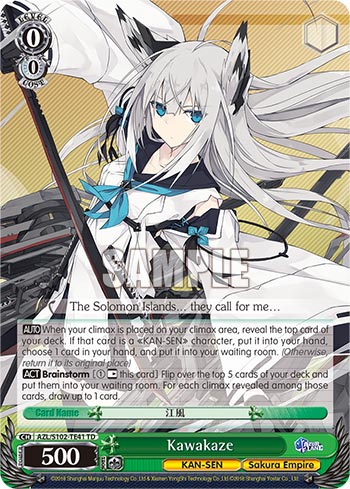 LEVEL
0
0
COST
SAMPLE
The Solomon Islands... they call for me...
AUTO When your climax is placed on your climax area, reveal the top card of
your deck. If that card is a «KAN-SEN» character, put it into your hand,
choose 1 card in your hand, and put it into your waiting room. (Otherwise,
return it to its original place)
ACT Brainstorm [(1) this card] Flip over the top 5 cards of your deck and
put them into your waiting room. For each climax revealed among those
cards, draw up to 1 card.
Card Name 江風
CH AZL/S102-TE41 TD
Kawakaze
POWER 500
KAN-SEN Sakura Empire
©2018 Shanghai Manjuu Technology Co.,Ltd & Xiamen Yongshi Technology Co.,Ltd. | ©2018 Shanghai Yostar Co., Ltd.